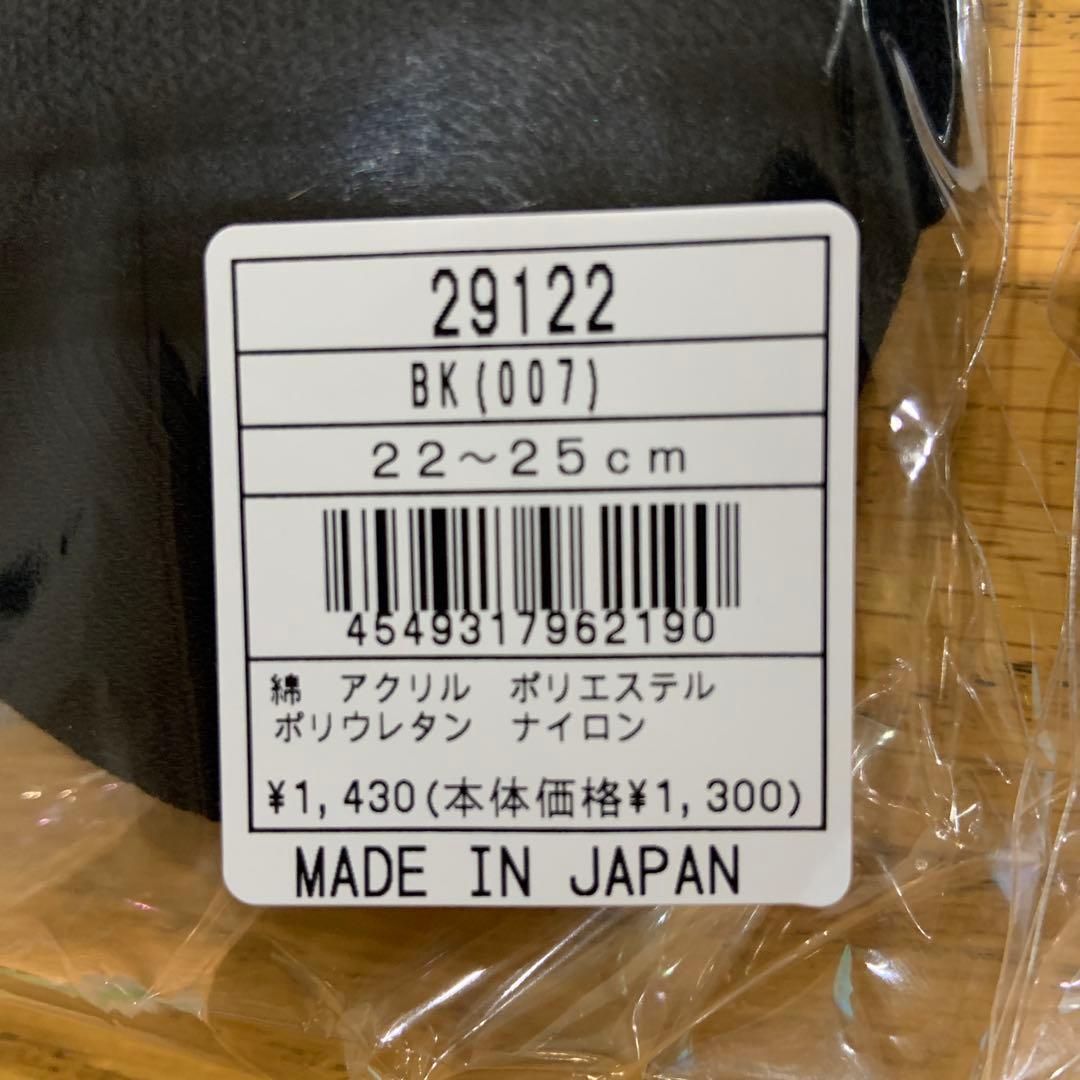 29122
BK(007)
22～25cm
4549317962190
綿　アクリル　ポリエステル
ポリウレタン　ナイロン
¥1,430(本体価格¥1,300)
MADE IN JAPAN